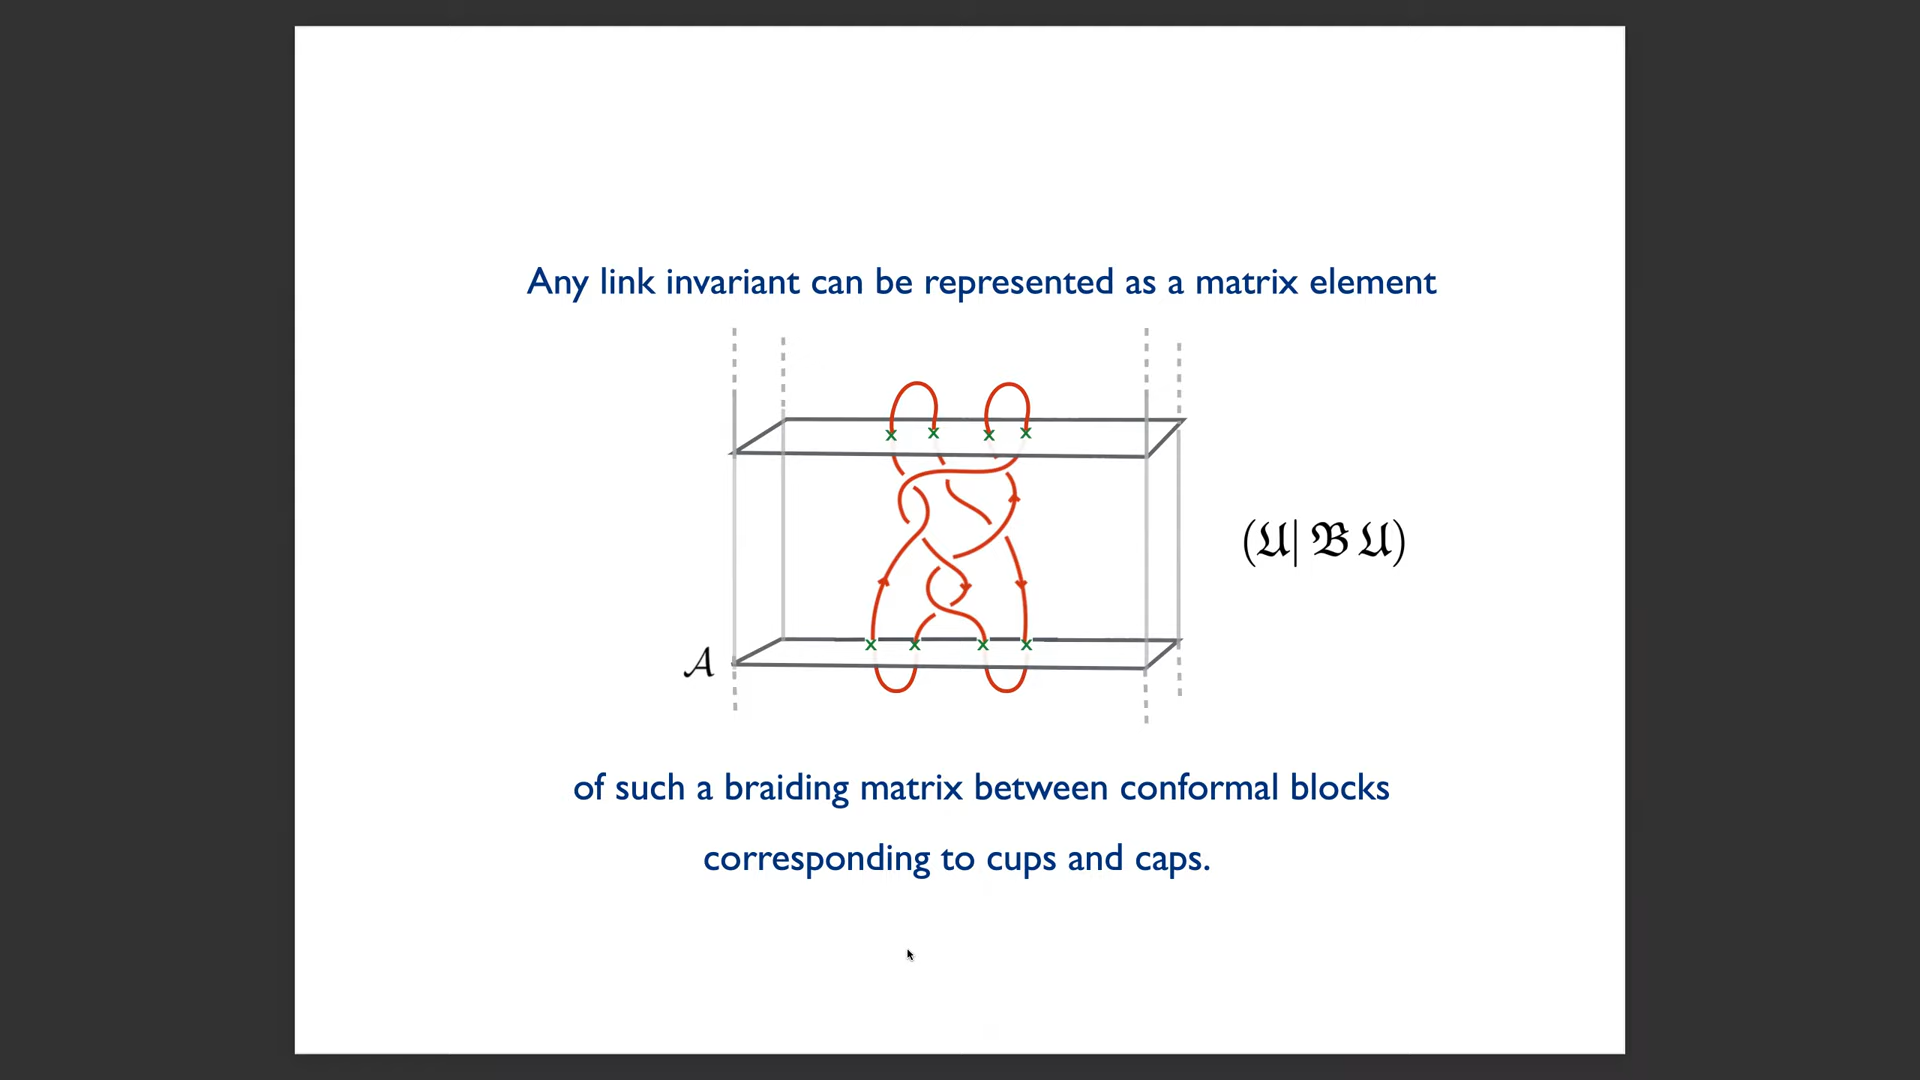 Any link invariant can be represented as a matrix element
(𝔘| 𝔅 𝔘)
𝒜
of such a braiding matrix between conformal blocks
corresponding to cups and caps.